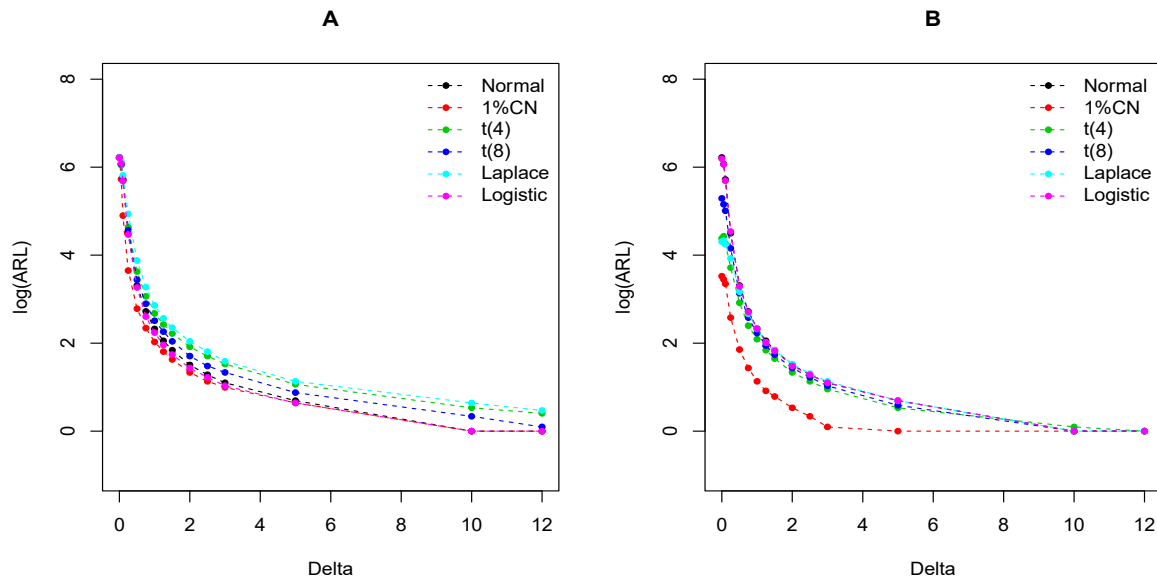 A
8
6
4
2
0
log(ARL)
Normal
1%CN
t(4)
t(8)
Laplace
Logistic
0 2 4 6 8 10 12
Delta
B
8
6
4
2
0
log(ARL)
Normal
1%CN
t(4)
t(8)
Laplace
Logistic
0 2 4 6 8 10 12
Delta